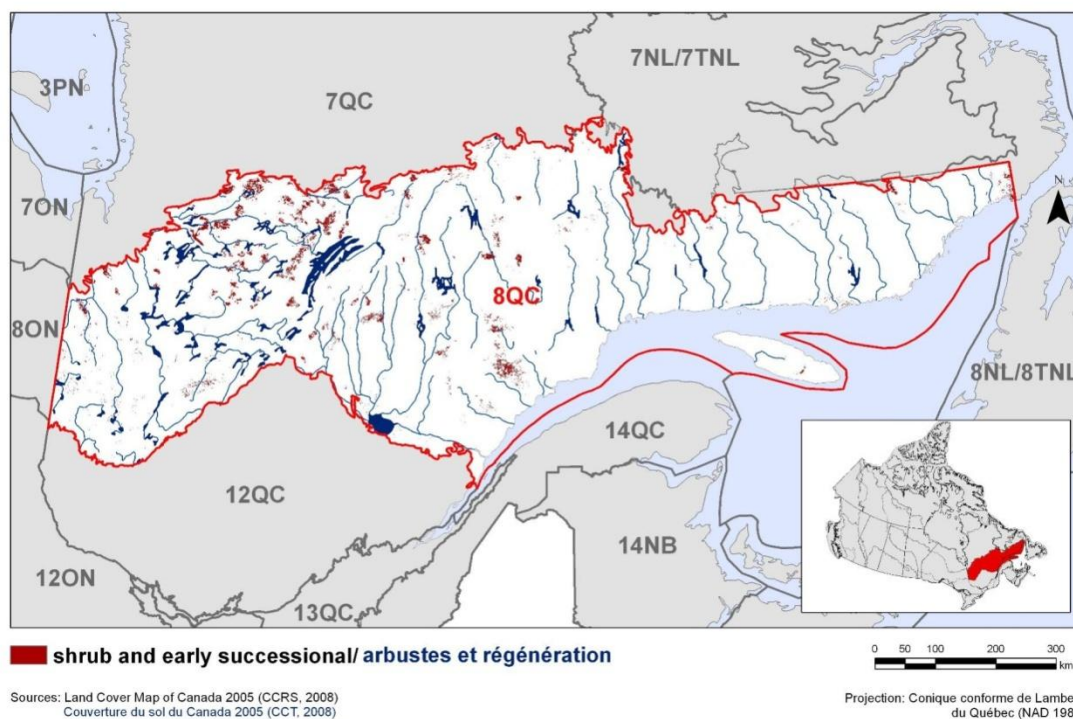 7NL/7TNL
3PN
7QC
7ON
N
8QC
8ON
8NL/8TNL
14QC
12QC
14NB
12ON
13QC
shrub and early successional/ arbustes et régénération
0 50 100 200 300
km
Sources: Land Cover Map of Canada 2005 (CCRS, 2008)
Couverture du sol du Canada 2005 (CCT, 2008)
Projection: Conique conforme de Lambe
du Québec (NAD 198